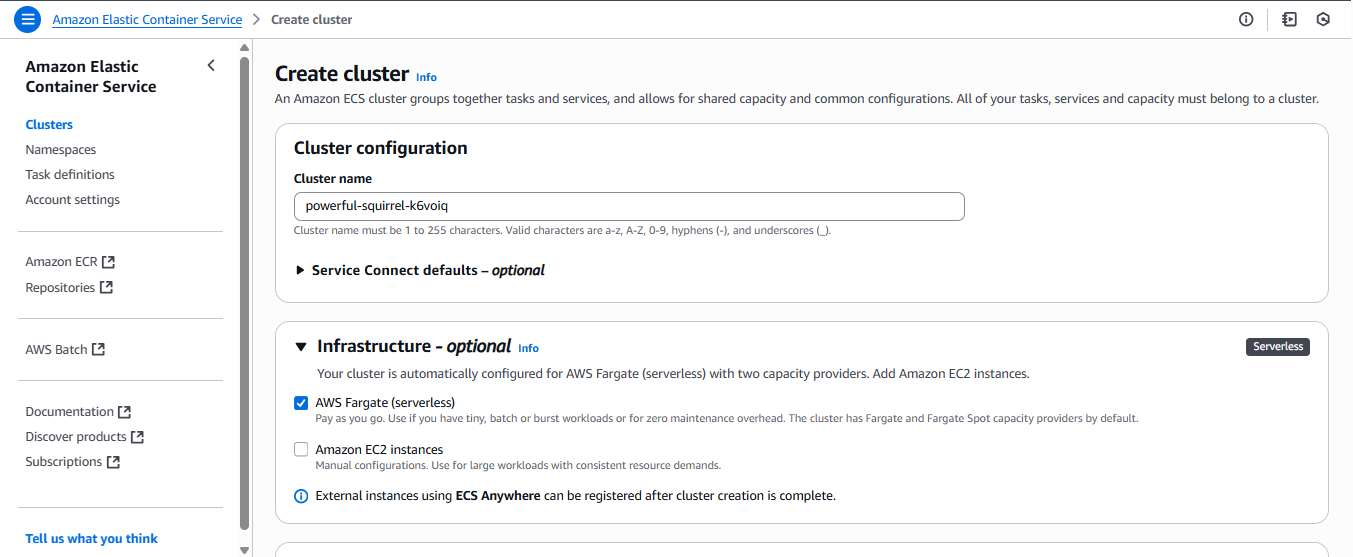 Amazon Elastic Container Service > Create cluster
Amazon Elastic
Container Service
Clusters
Namespaces
Task definitions
Account settings
Amazon ECR
Repositories
AWS Batch
Documentation
Discover products
Subscriptions
Tell us what you think
Create cluster Info
An Amazon ECS cluster groups together tasks and services, and allows for shared capacity and common configurations. All of your tasks, services and capacity must belong to a cluster.
Cluster configuration
Cluster name
powerful-squirrel-k6voiq
Cluster name must be 1 to 255 characters. Valid characters are a-z, A-Z, 0-9, hyphens (-), and underscores (_).
Service Connect defaults – optional
Infrastructure – optional Info
Serverless
Your cluster is automatically configured for AWS Fargate (serverless) with two capacity providers. Add Amazon EC2 instances.
AWS Fargate (serverless)
Pay as you go. Use if you have tiny, batch or burst workloads or for zero maintenance overhead. The cluster has Fargate and Fargate Spot capacity providers by default.
Amazon EC2 instances
Manual configurations. Use for large workloads with consistent resource demands.
External instances using ECS Anywhere can be registered after cluster creation is complete.